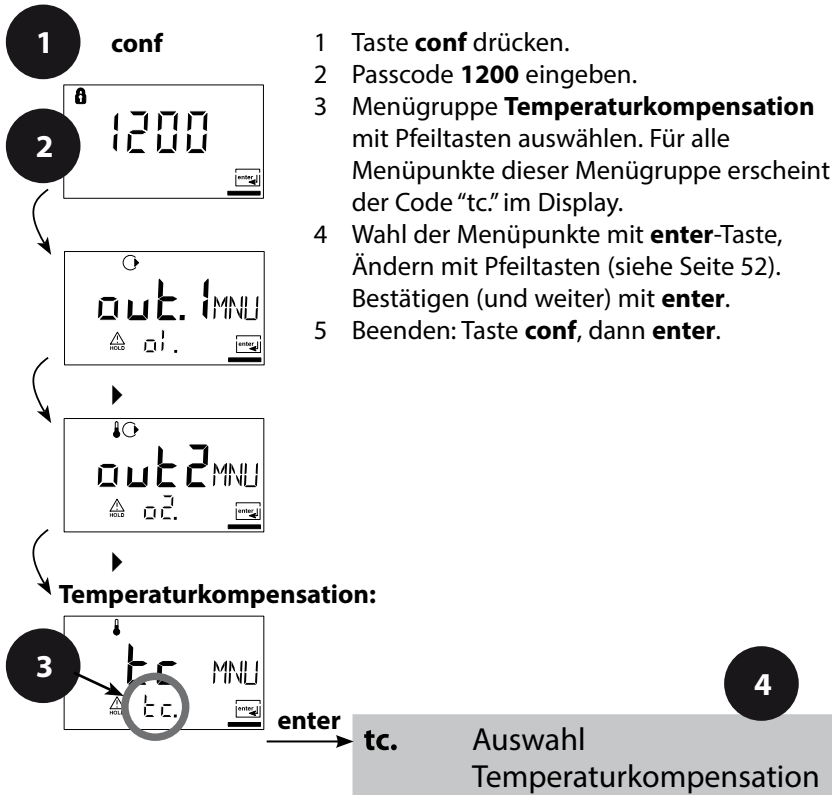 1 conf
1 Taste conf drücken.
2 Passcode 1200 eingeben.
3 Menügruppe Temperaturkompensation
mit Pfeiltasten auswählen. Für alle
Menüpunkte dieser Menügruppe erscheint
der Code "tc." im Display.
4 Wahl der Menüpunkte mit enter-Taste,
Ändern mit Pfeiltasten (siehe Seite 52).
Bestätigen (und weiter) mit enter.
5 Beenden: Taste conf, dann enter.
2
1200
enter
out. 1 MNU
HOLD o1. enter
out2 MNU
HOLD o2. enter
Temperaturkompensation:
3
tc MNU
HOLD tc. enter
enter
4
tc. Auswahl
Temperaturkompensation